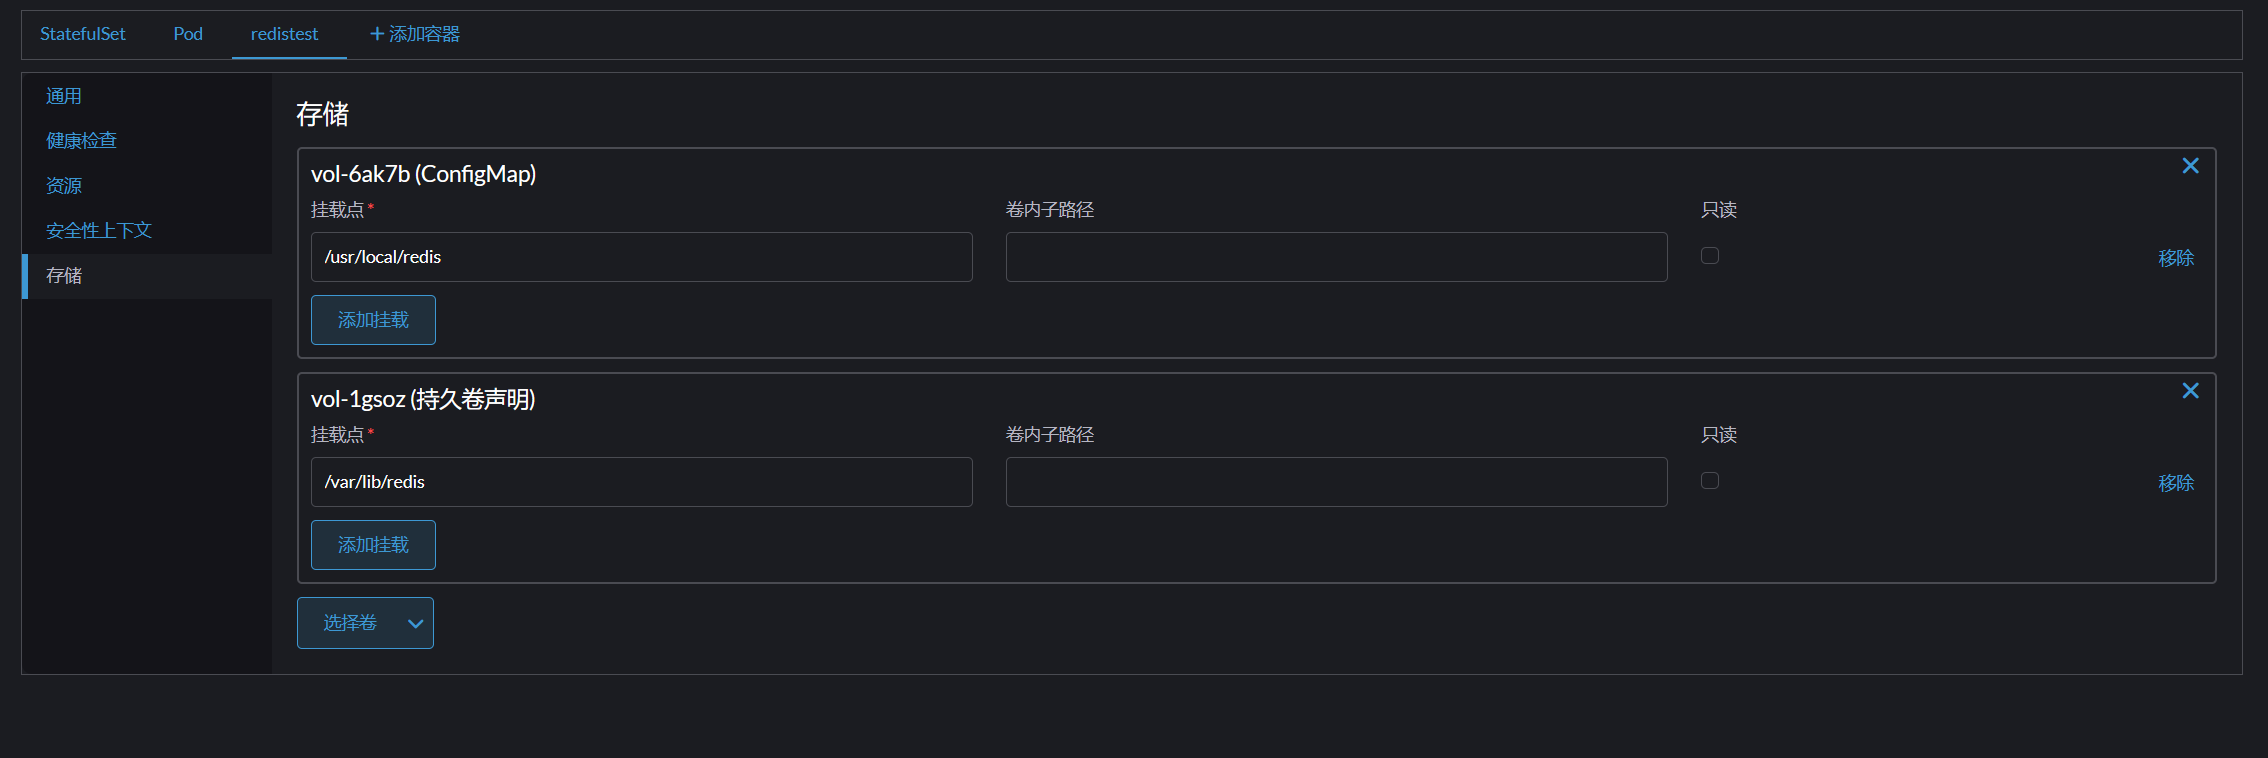 StatefulSet Pod redistest + 添加容器
通用
健康检查
资源
安全性上下文
存储
存储
vol-6ak7b (ConfigMap)
挂载点* 卷内子路径 只读
/usr/local/redis 移除
添加挂载
vol-1gsoz (持久卷声明)
挂载点* 卷内子路径 只读
/var/lib/redis 移除
添加挂载
选择卷